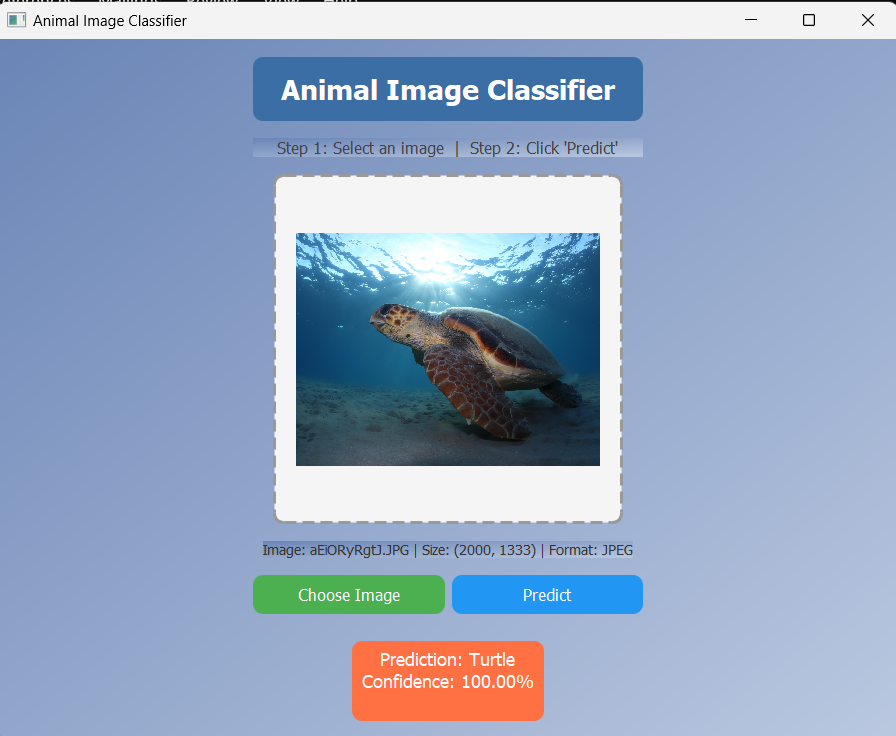 Animal Image Classifier
Animal Image Classifier
Step 1: Select an image | Step 2: Click 'Predict'
Image: aEiORyRgtJ.JPG | Size: (2000, 1333) | Format: JPEG
Choose Image
Predict
Prediction: Turtle
Confidence: 100.00%